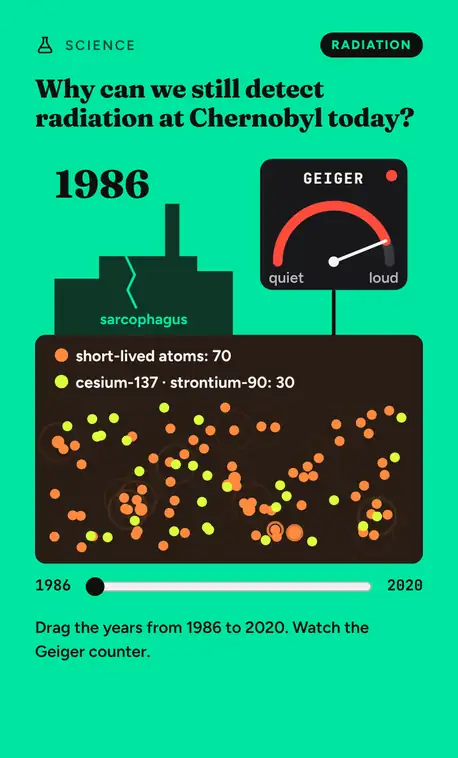 SCIENCE
RADIATION
Why can we still detect
radiation at Chernobyl today?
1986
GEIGER
quiet
loud
sarcophagus
short-lived atoms: 70
cesium-137 · strontium-90: 30
1986
2020
Drag the years from 1986 to 2020. Watch the
Geiger counter.